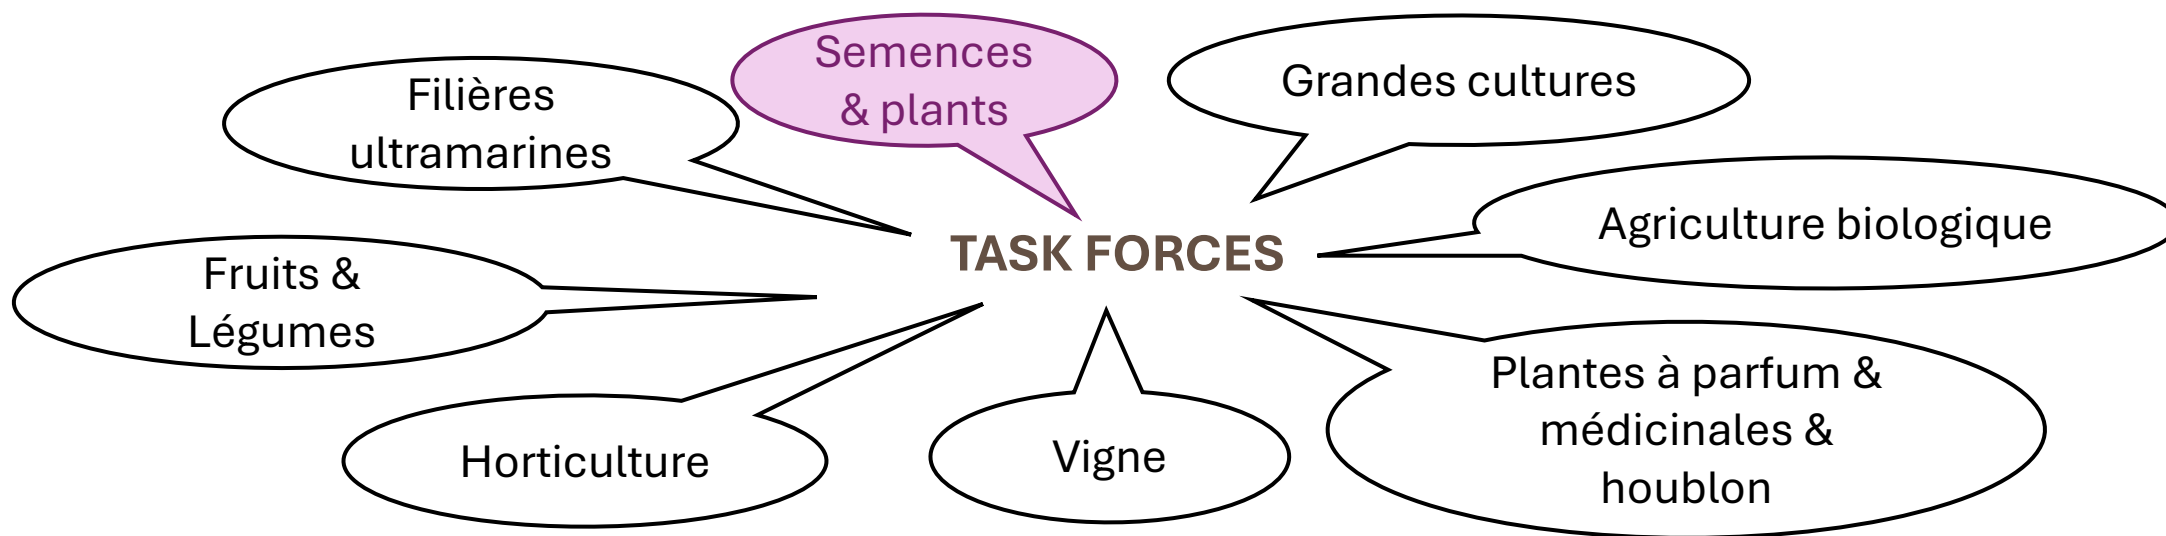 Semences
& plants
Grandes cultures
Filières
ultramarines
Agriculture biologique
TASK FORCES
Fruits &
Légumes
Plantes à parfum &
médicinales &
houblon
Horticulture
Vigne